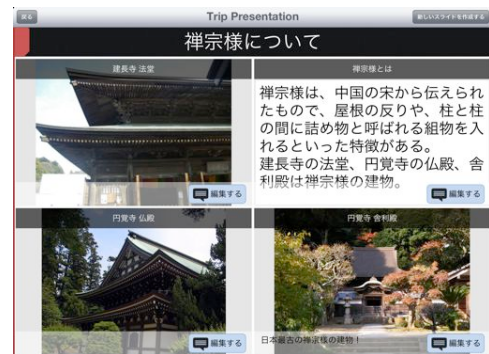 戻る
Trip Presentation
新しいスライドを作成する
禅宗様について
建長寺 法堂
禅宗様とは
禅宗様は、中国の宋から伝えられ
たもので、屋根の反りや、柱と柱
の間に詰め物と呼ばれる組物を入
れるといった特徴がある。
建長寺の法堂、円覚寺の仏殿、舎
利殿は禅宗様の建物。
編集する
編集する
円覚寺 仏殿
円覚寺 舎利殿
編集する
日本最古の禅宗様の建物！
編集する